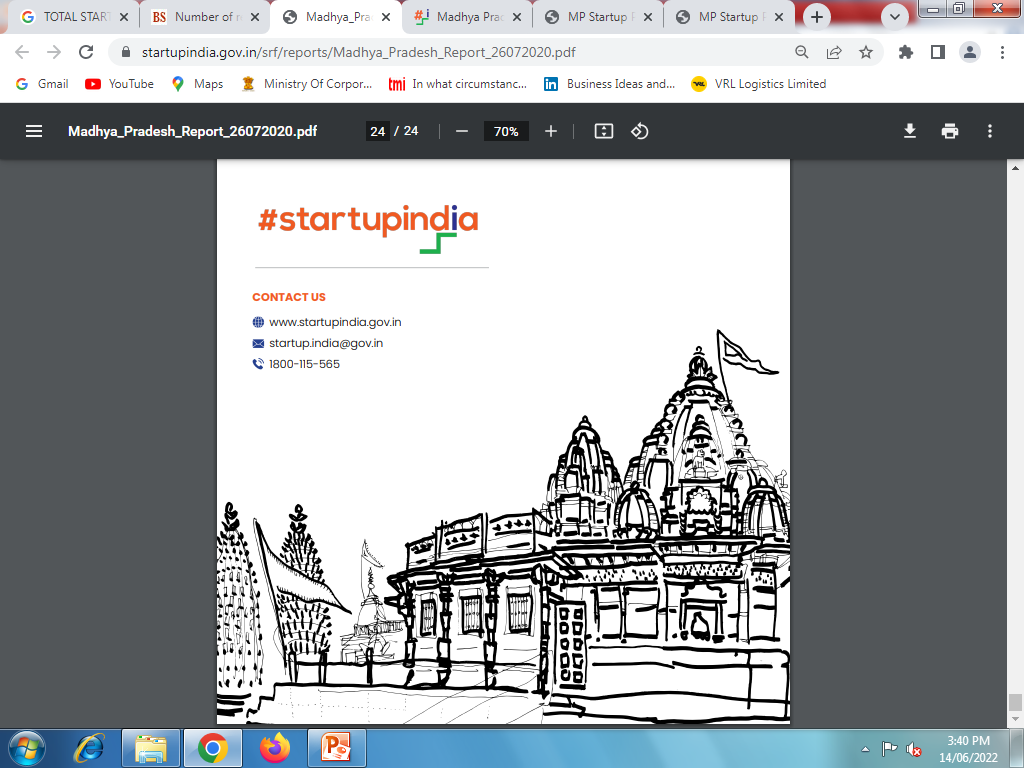 TOTAL STAR
Number of r
Madhya_Pra
Madhya Prac
MP Startup P
MP Startup P
startupindia.gov.in/srf/reports/Madhya_Pradesh_Report_26072020.pdf
Gmail
YouTube
Maps
Ministry Of Corpor...
In what circumstanc...
Business Ideas and...
VRL Logistics Limited
Madhya_Pradesh_Report_26072020.pdf
24 / 24
70%
#startupindia
CONTACT US
www.startupindia.gov.in
startup.india@gov.in
1800-115-565
3:40 PM
14/06/2022